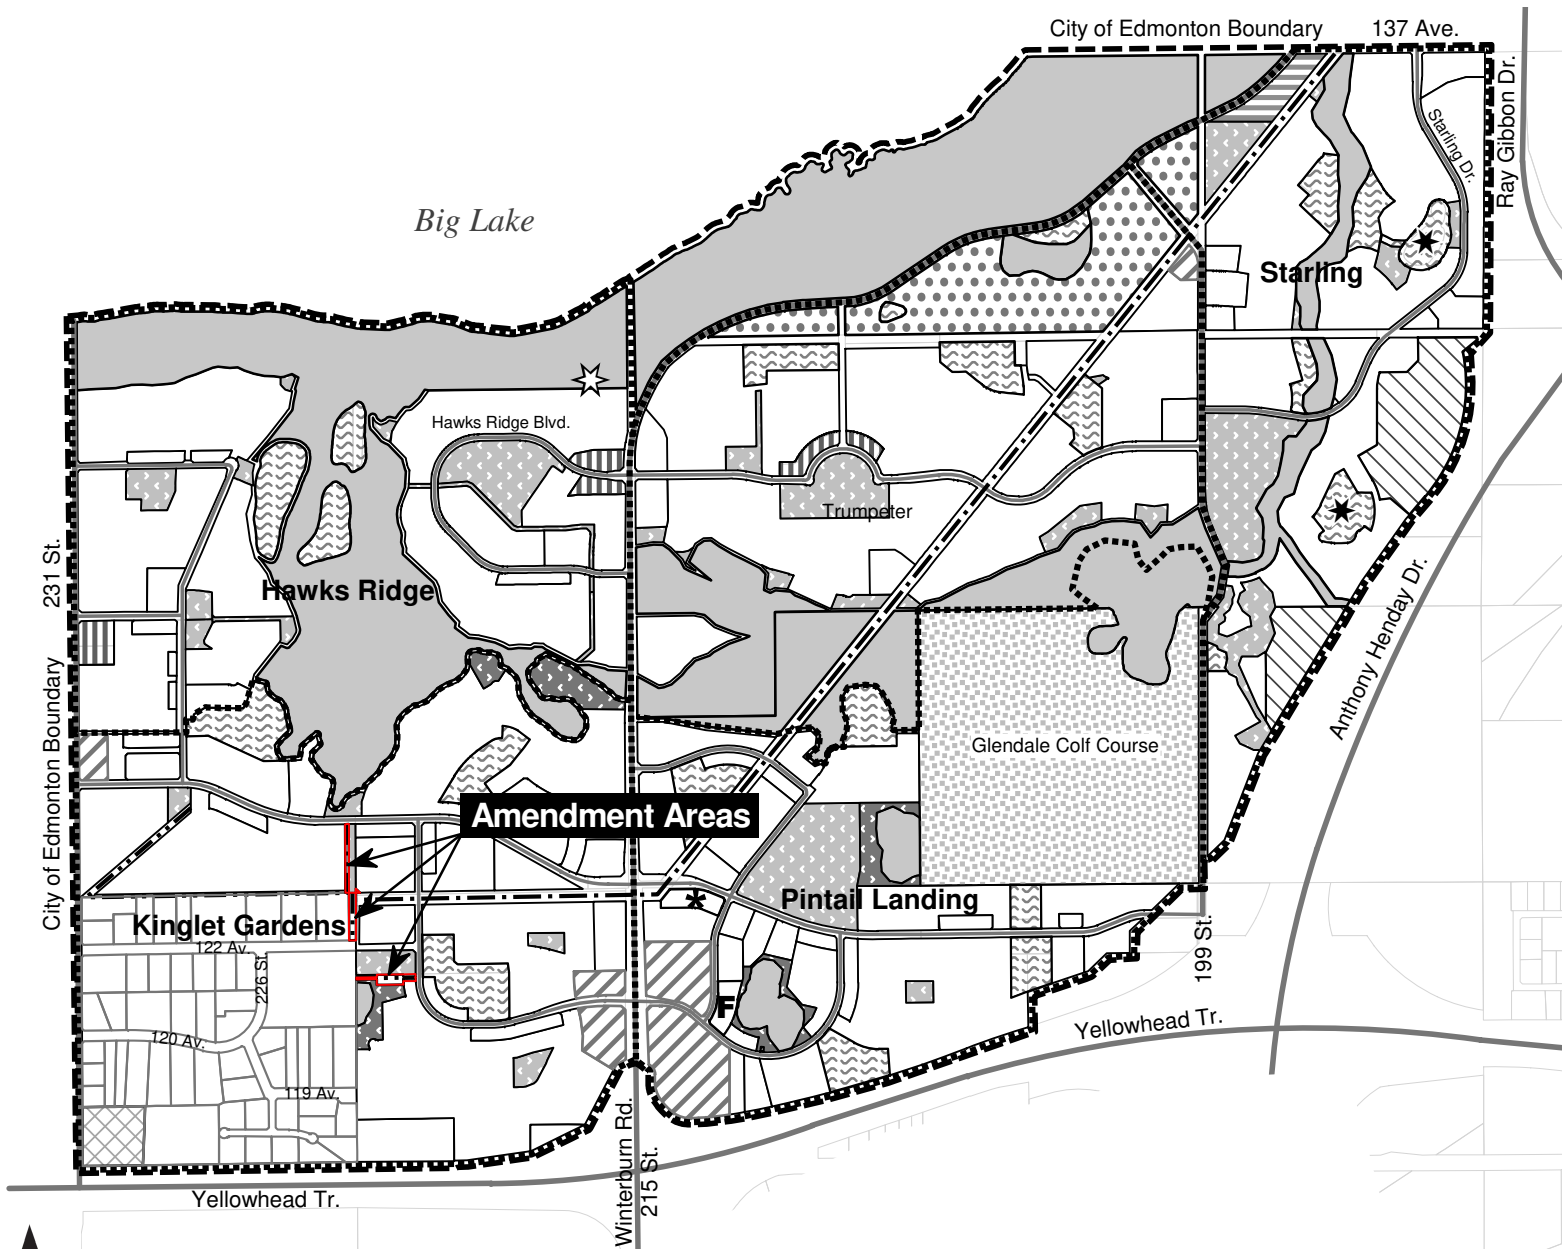 City of Edmonton Boundary
137 Ave.
Ray Gibbon Dr.
Starling Dr.
Big Lake
Starling
Hawks Ridge Blvd.
Trumpeter
231 St.
Hawks Ridge
Anthony Henday Dr.
City of Edmonton Boundary
Glendale Colf Course
Amendment Areas
Pintail Landing
*
Kinglet Gardens
122 Av.
226 St.
199 St.
F
120 Av.
Yellowhead Tr.
119 Av.
Winterburn Rd.
215 St.
Yellowhead Tr.